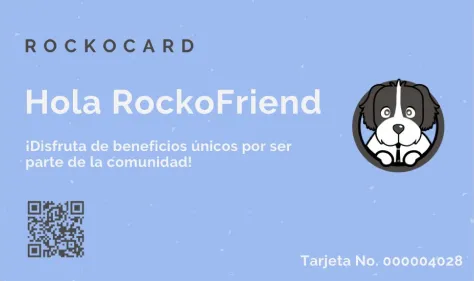 ROCKOCARD
Hola RockoFriend
¡Disfruta de beneficios únicos por ser
parte de la comunidad!
Tarjeta No. 000004028